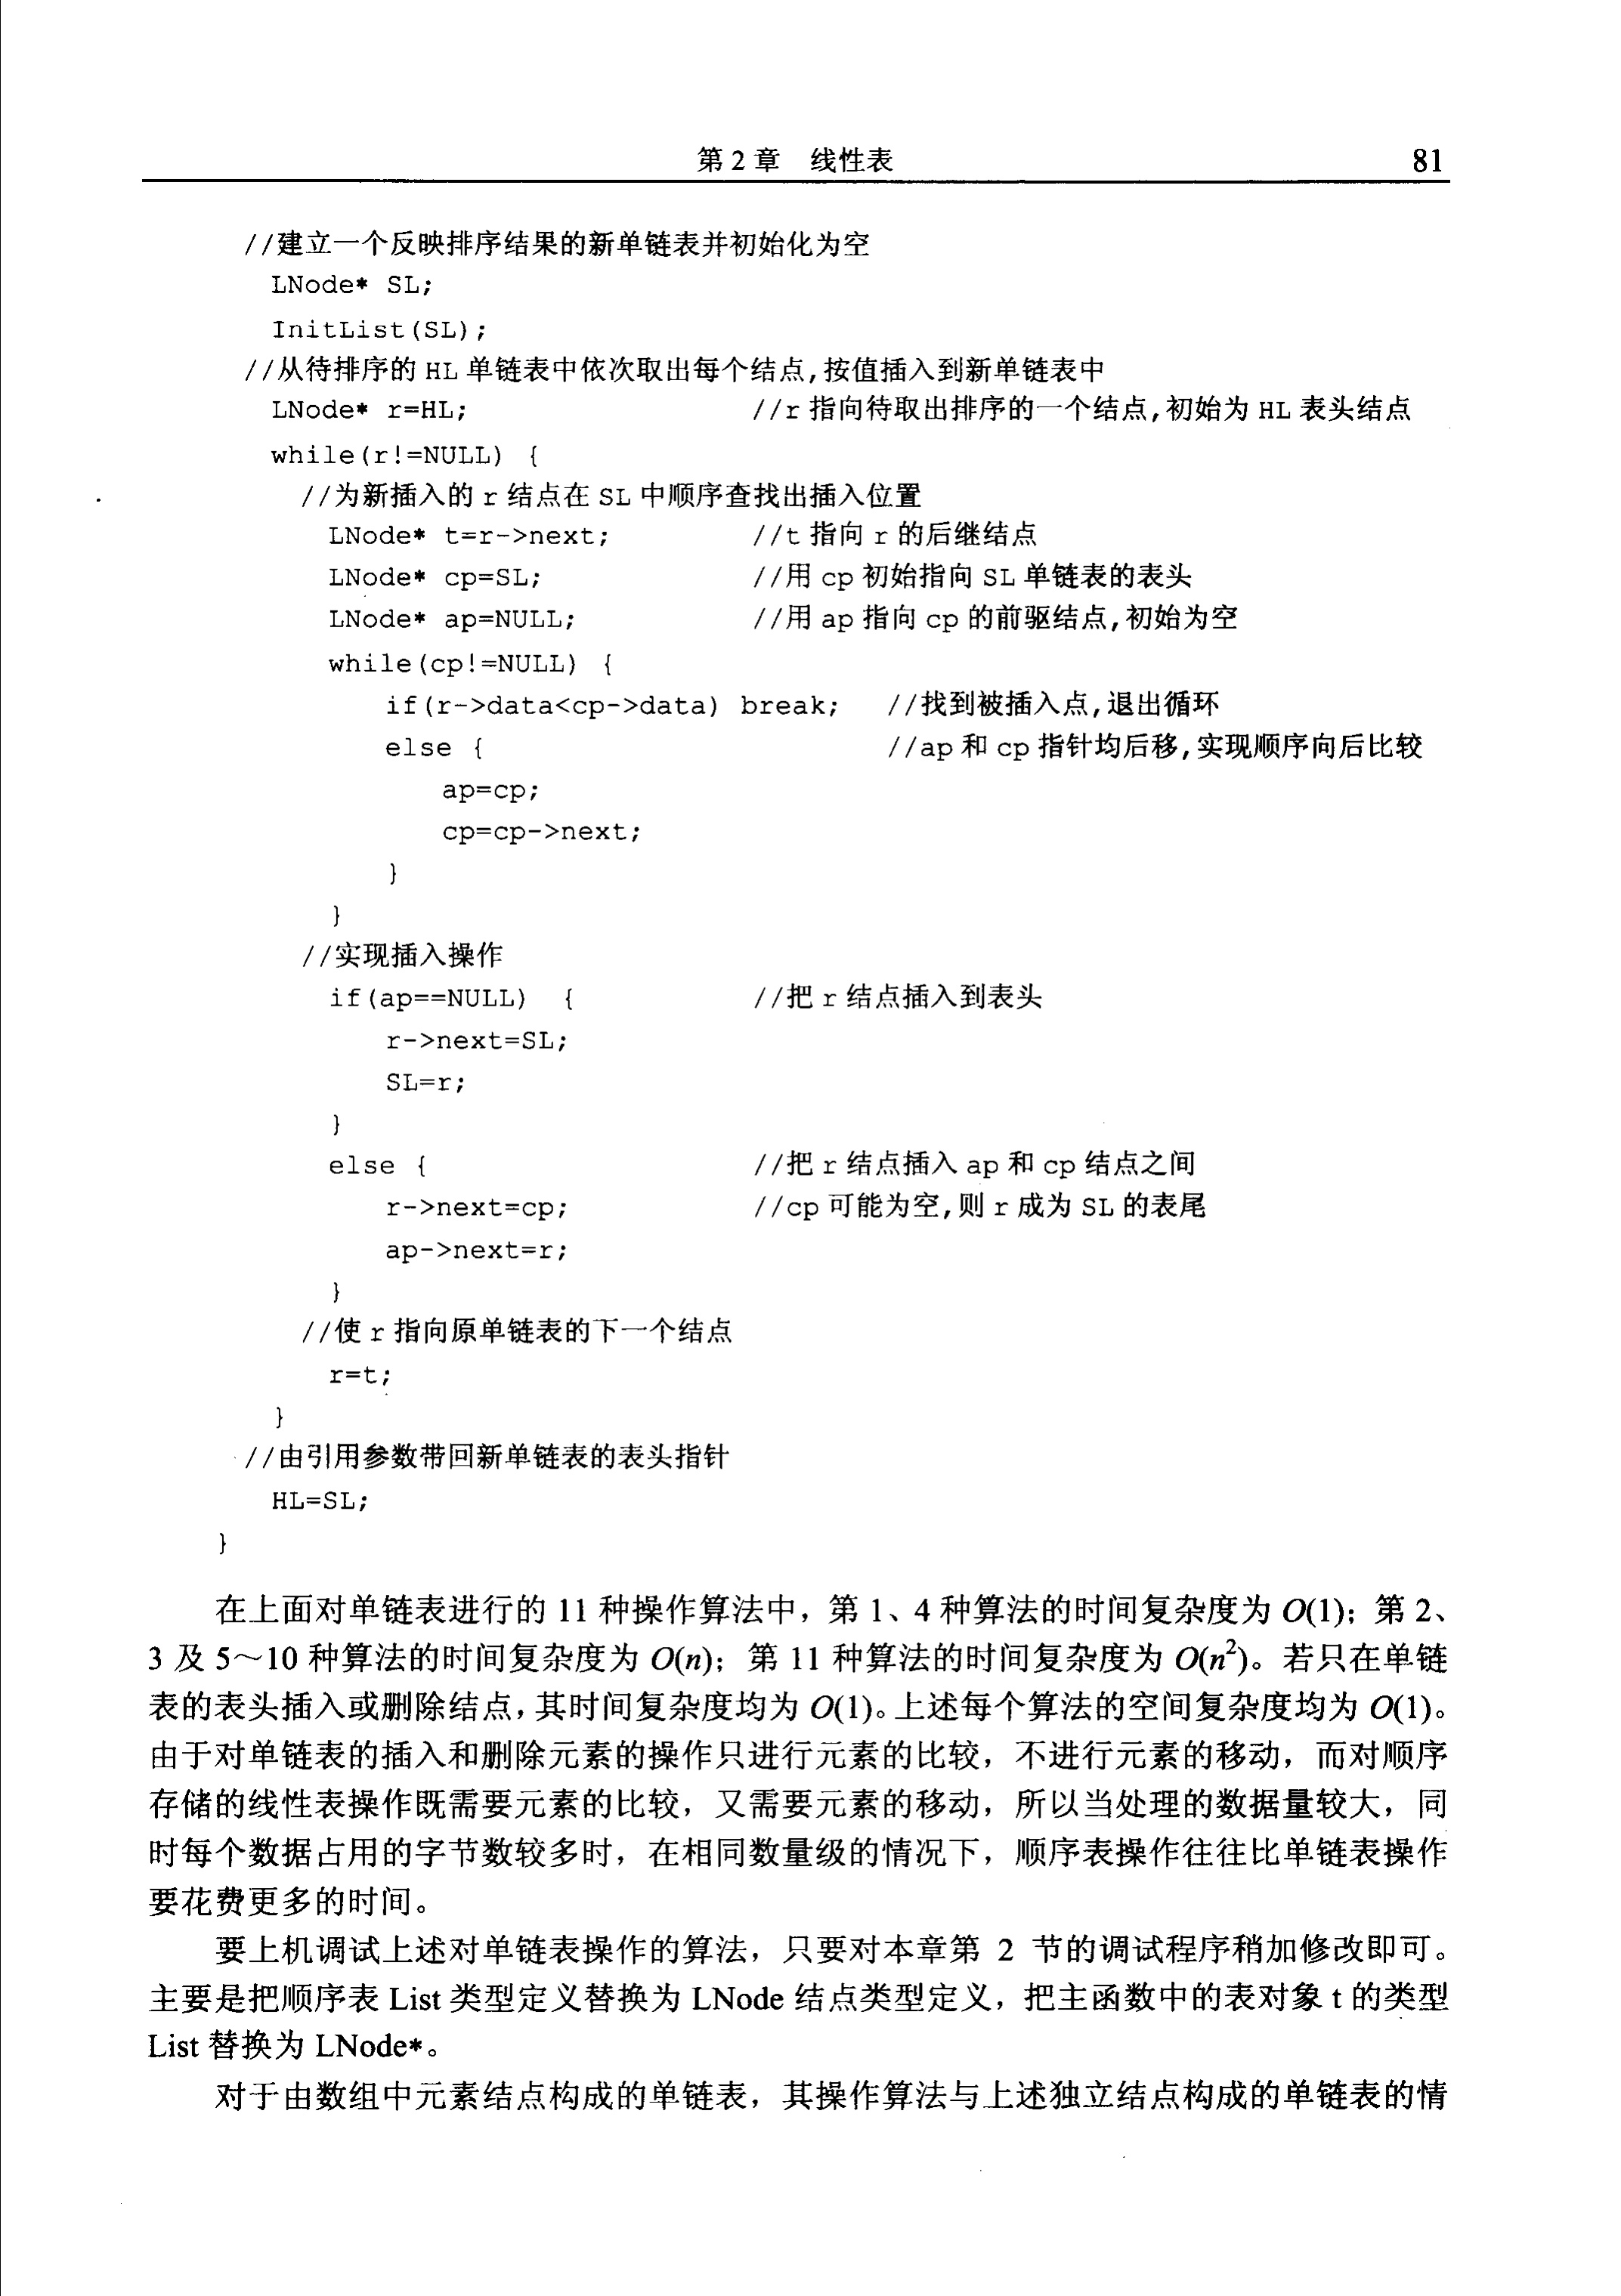 第 2 章　线性表　81
//建立一个反映排序结果的新单链表并初始化为空
LNode* SL;
InitList(SL);
//从待排序的 HL 单链表中依次取出每个结点,按值插入到新单链表中
LNode* r=HL; //r 指向待取出排序的一个结点,初始为 HL 表头结点
while(r!=NULL) {
//为新插入的 r 结点在 SL 中顺序查找出插入位置
LNode* t=r->next; //t 指向 r 的后继结点
LNode* cp=SL; //用 cp 初始指向 SL 单链表的表头
LNode* ap=NULL; //用 ap 指向 cp 的前驱结点,初始为空
while(cp!=NULL) {
if(r->data<cp->data) break; //找到被插入点,退出循环
else { //ap 和 cp 指针均后移,实现顺序向后比较
ap=cp;
cp=cp->next;
}
}
//实现插入操作
if(ap==NULL) { //把 r 结点插入到表头
r->next=SL;
SL=r;
}
else { //把 r 结点插入 ap 和 cp 结点之间
r->next=cp; //cp 可能为空,则 r 成为 SL 的表尾
ap->next=r;
}
//使 r 指向原单链表的下一个结点
r=t;
}
//由引用参数带回新单链表的表头指针
HL=SL;
}
在上面对单链表进行的 11 种操作算法中，第 1、4 种算法的时间复杂度为 O(1)；第 2、
3 及 5～10 种算法的时间复杂度为 O(n)；第 11 种算法的时间复杂度为 O(n²)。若只在单链
表的表头插入或删除结点，其时间复杂度均为 O(1)。上述每个算法的空间复杂度均为 O(1)。
由于对单链表的插入和删除元素的操作只进行元素的比较，不进行元素的移动，而对顺序
存储的线性表操作既需要元素的比较，又需要元素的移动，所以当处理的数据量较大，同
时每个数据占用的字节数较多时，在相同数量级的情况下，顺序表操作往往比单链表操作
要花费更多的时间。
要上机调试上述对单链表操作的算法，只要对本章第 2 节的调试程序稍加修改即可。
主要是把顺序表 List 类型定义替换为 LNode 结点类型定义，把主函数中的表对象 t 的类型
List 替换为 LNode*。
对于由数组中元素结点构成的单链表，其操作算法与上述独立结点构成的单链表的情